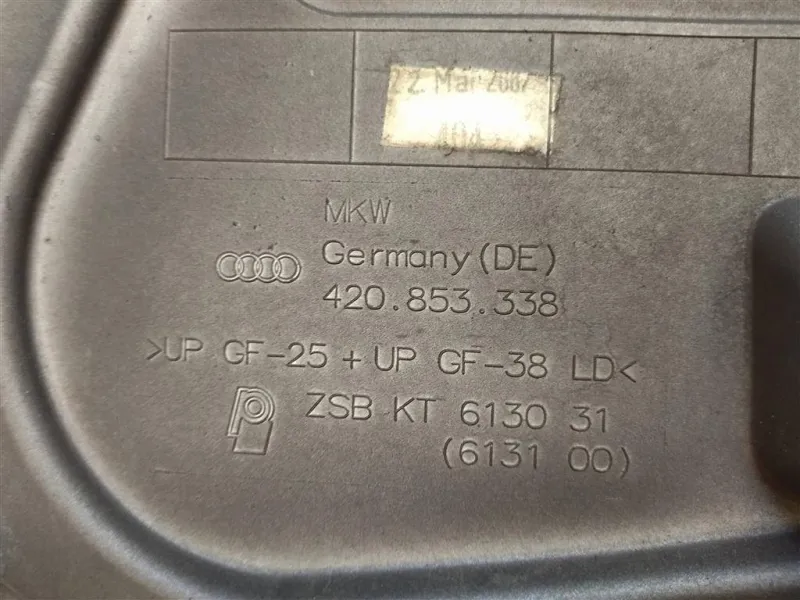 22 Mar 2007
404
MKW
Germany (DE)
420.853.338
>UP GF-25 + UP GF-38 LD<
ZSB KT 6130 31
(6131 00)